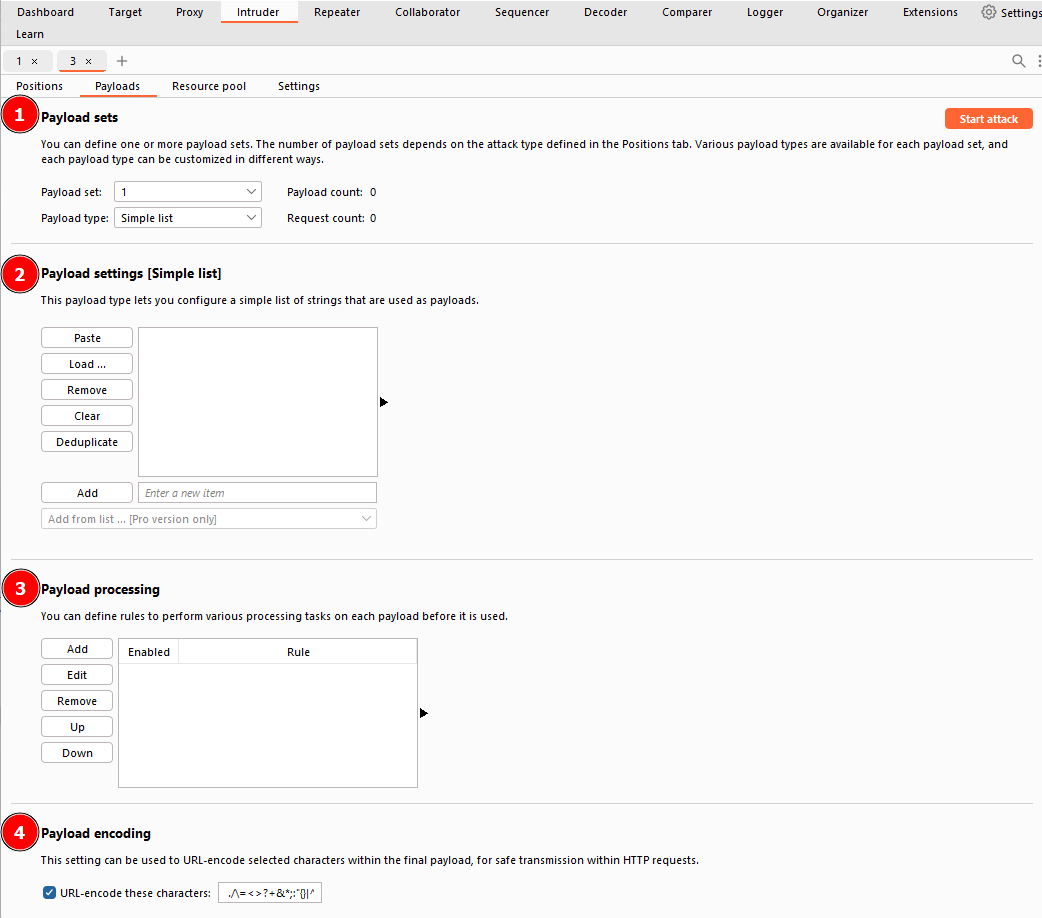 Dashboard Target Proxy Intruder Repeater Collaborator Sequencer Decoder Comparer Logger Organizer Extensions Settings
Learn
1 × 3 × +
Positions Payloads Resource pool Settings
1 Payload sets Start attack
You can define one or more payload sets. The number of payload sets depends on the attack type defined in the Positions tab. Various payload types are available for each payload set, and
each payload type can be customized in different ways.
Payload set: 1 Payload count: 0
Payload type: Simple list Request count: 0
2 Payload settings [Simple list]
This payload type lets you configure a simple list of strings that are used as payloads.
Paste
Load ...
Remove
Clear
Deduplicate
Add Enter a new item
Add from list ... [Pro version only]
3 Payload processing
You can define rules to perform various processing tasks on each payload before it is used.
Add Enabled Rule
Edit
Remove
Up
Down
4 Payload encoding
This setting can be used to URL-encode selected characters within the final payload, for safe transmission within HTTP requests.
URL-encode these characters: ./\=<>?+&*;:"{}|^